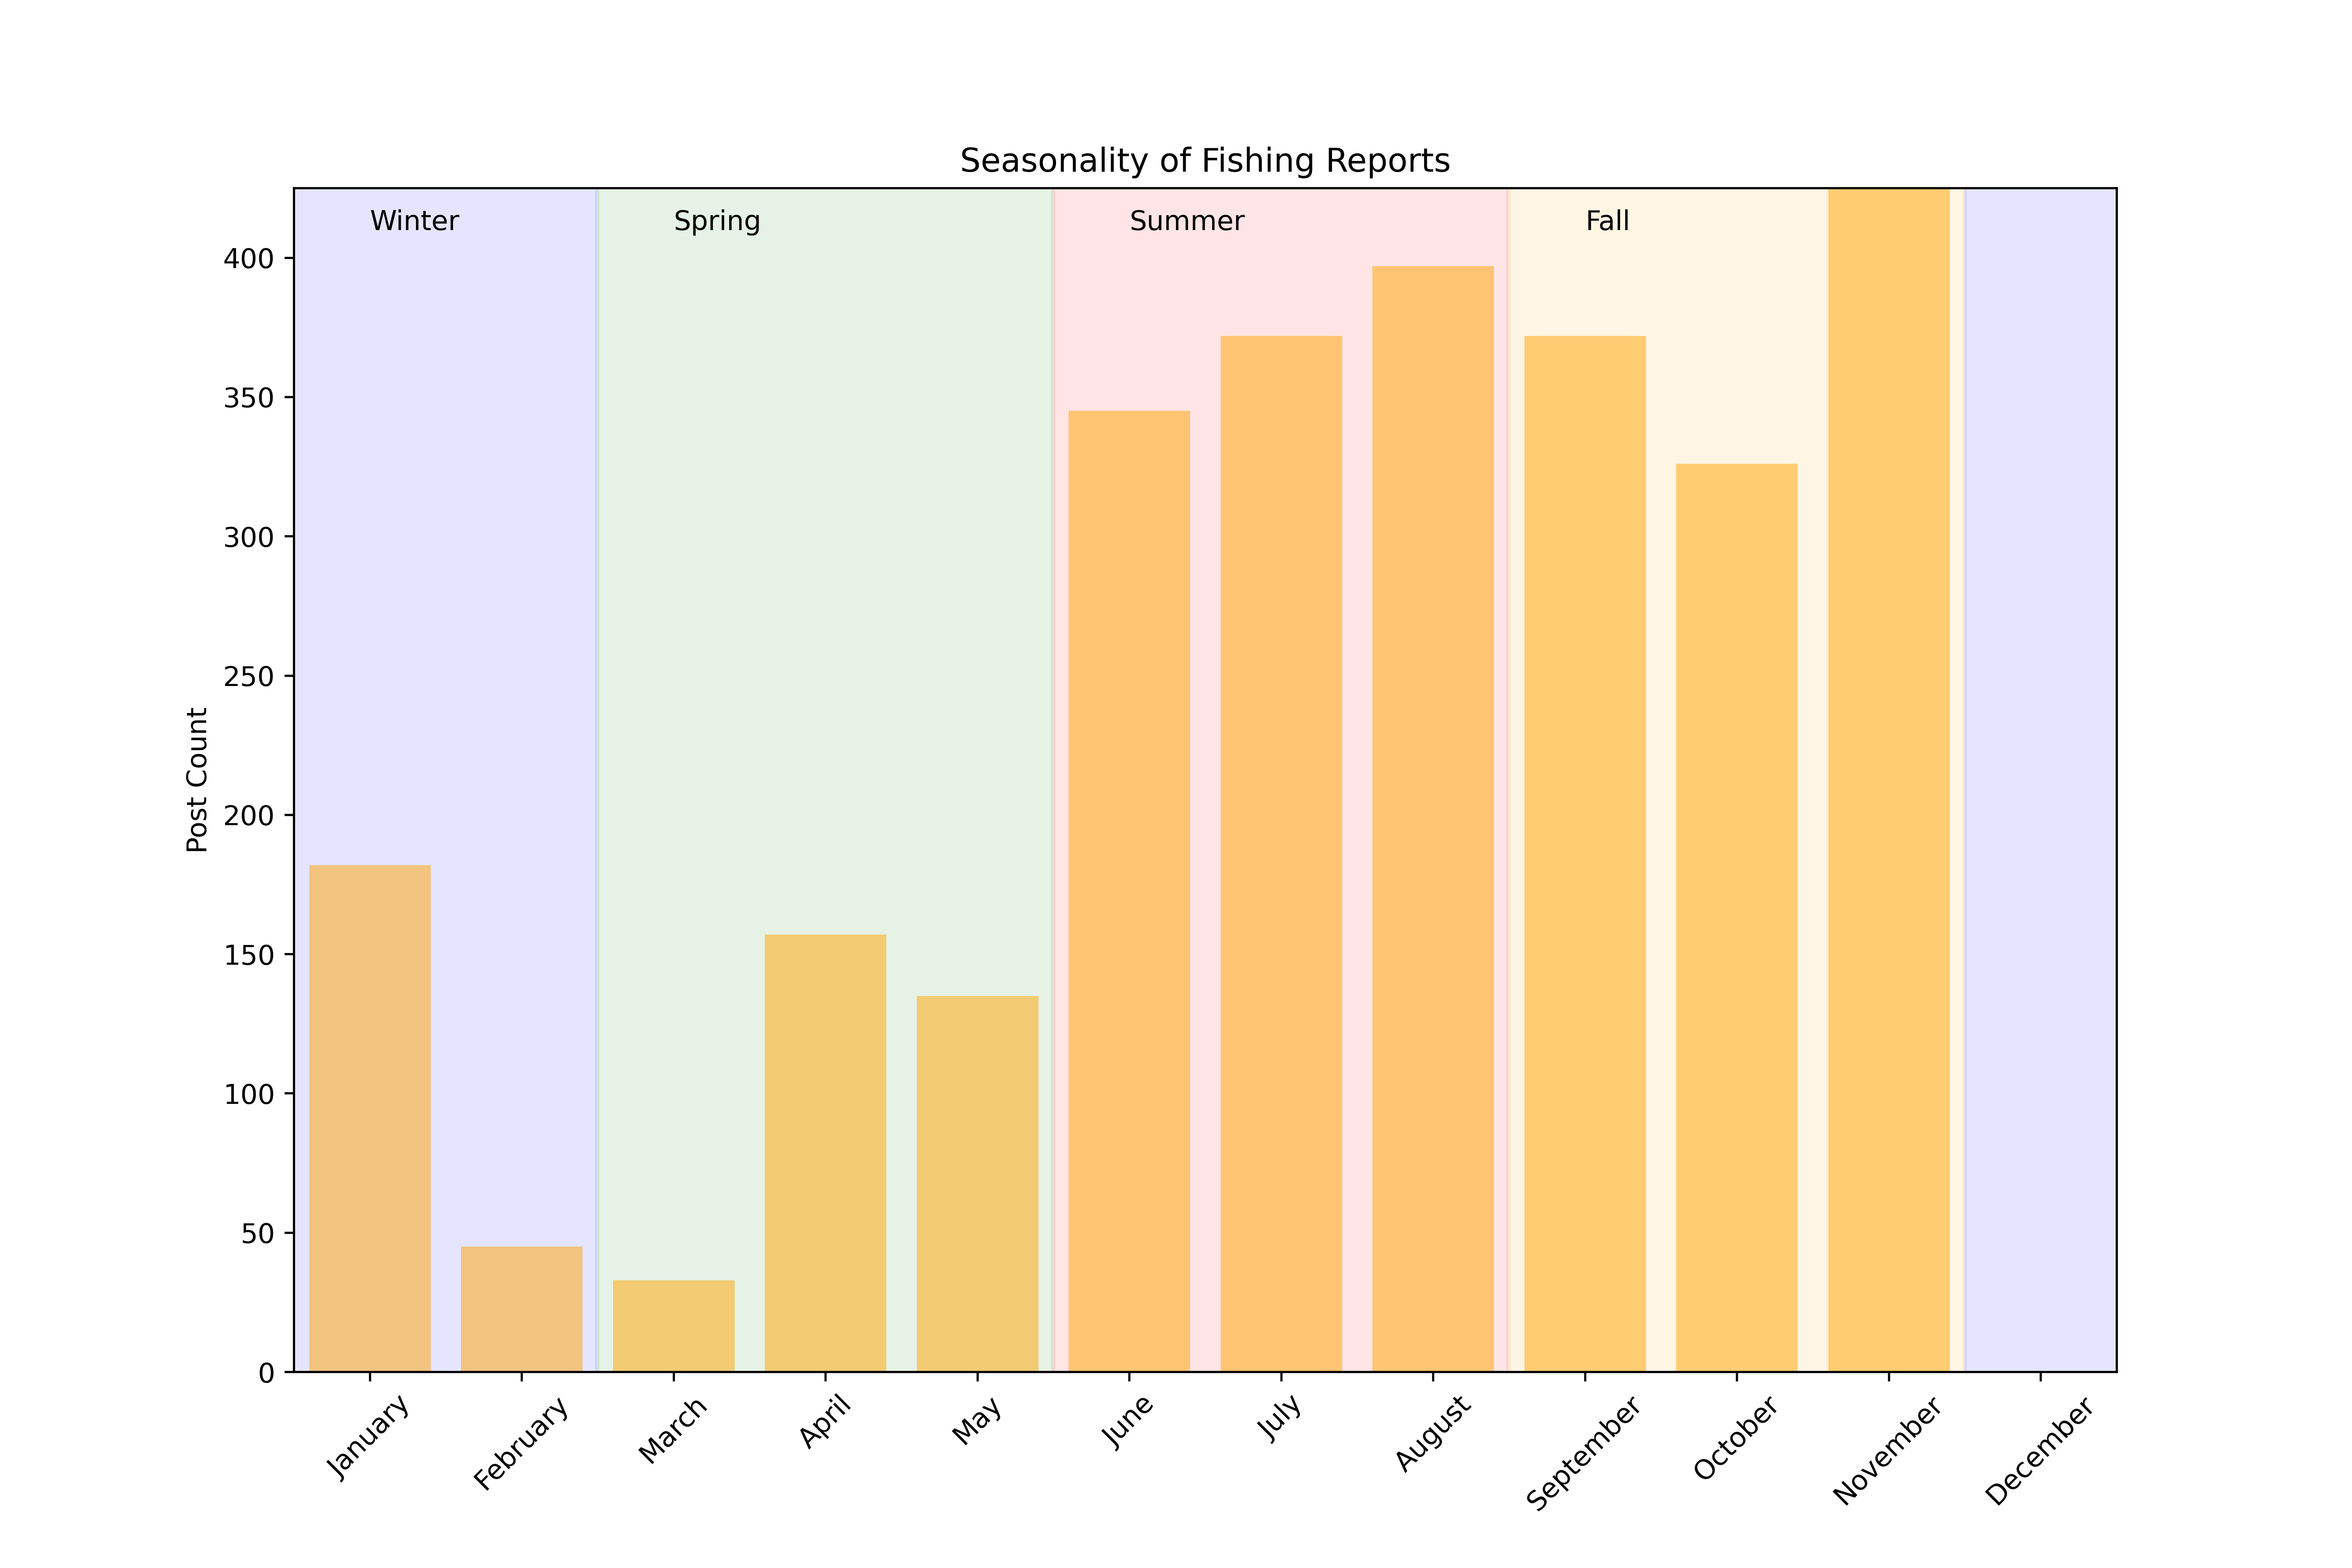 Seasonality of Fishing Reports
Winter
Spring
Summer
Fall
Post Count
400
350
300
250
200
150
100
50
0
January
February
March
April
May
June
July
August
September
October
November
December